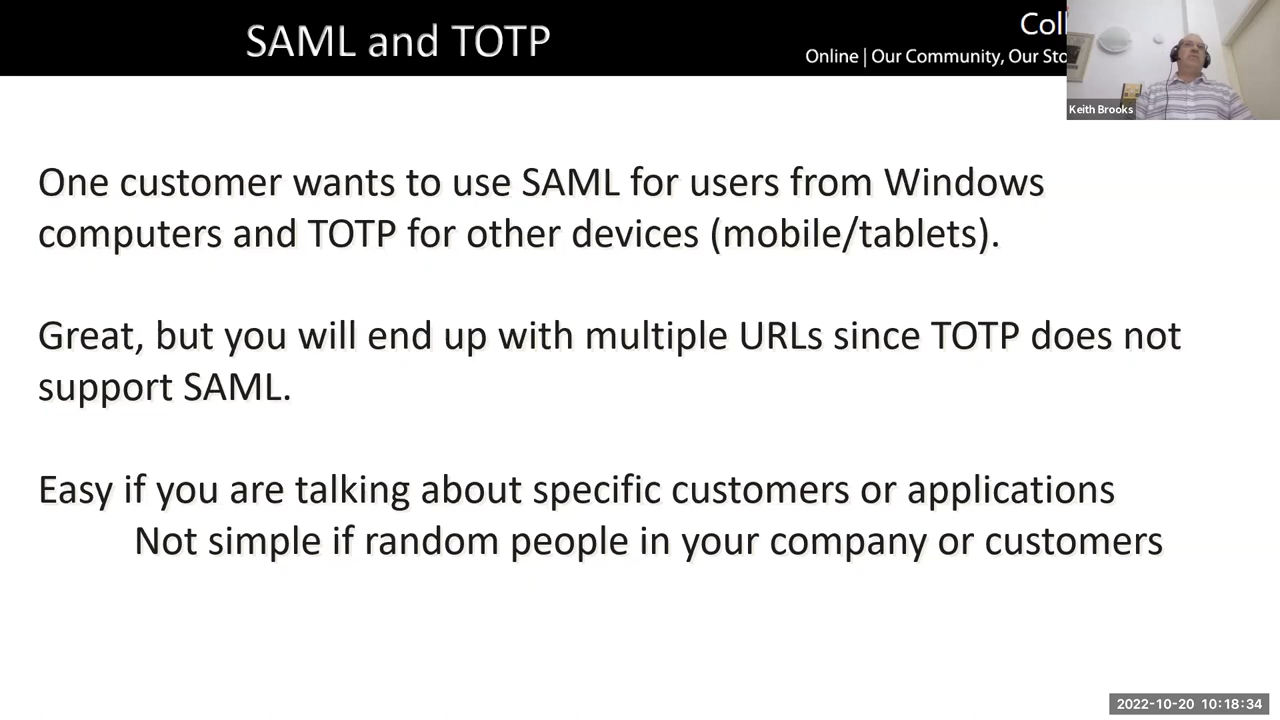 SAML and TOTP
Coll
Online | Our Community, Our Sto
Keith Brooks
One customer wants to use SAML for users from Windows
computers and TOTP for other devices (mobile/tablets).
Great, but you will end up with multiple URLs since TOTP does not
support SAML.
Easy if you are talking about specific customers or applications
Not simple if random people in your company or customers
2022-10-20 10:18:34